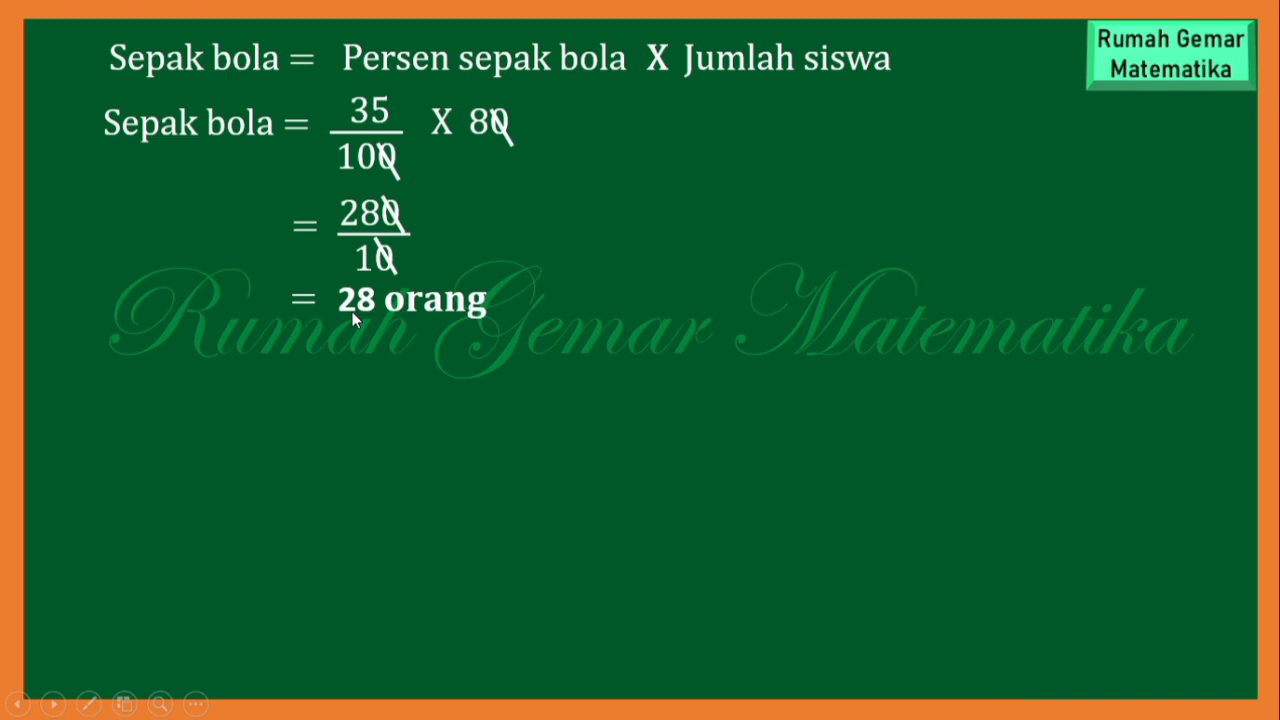 Sepak bola = Persen sepak bola X Jumlah siswa
Rumah Gemar
Matematika
Sepak bola = 35/100 X 80
= 280/10
= 28 orang
Rumah Gemar Matematika